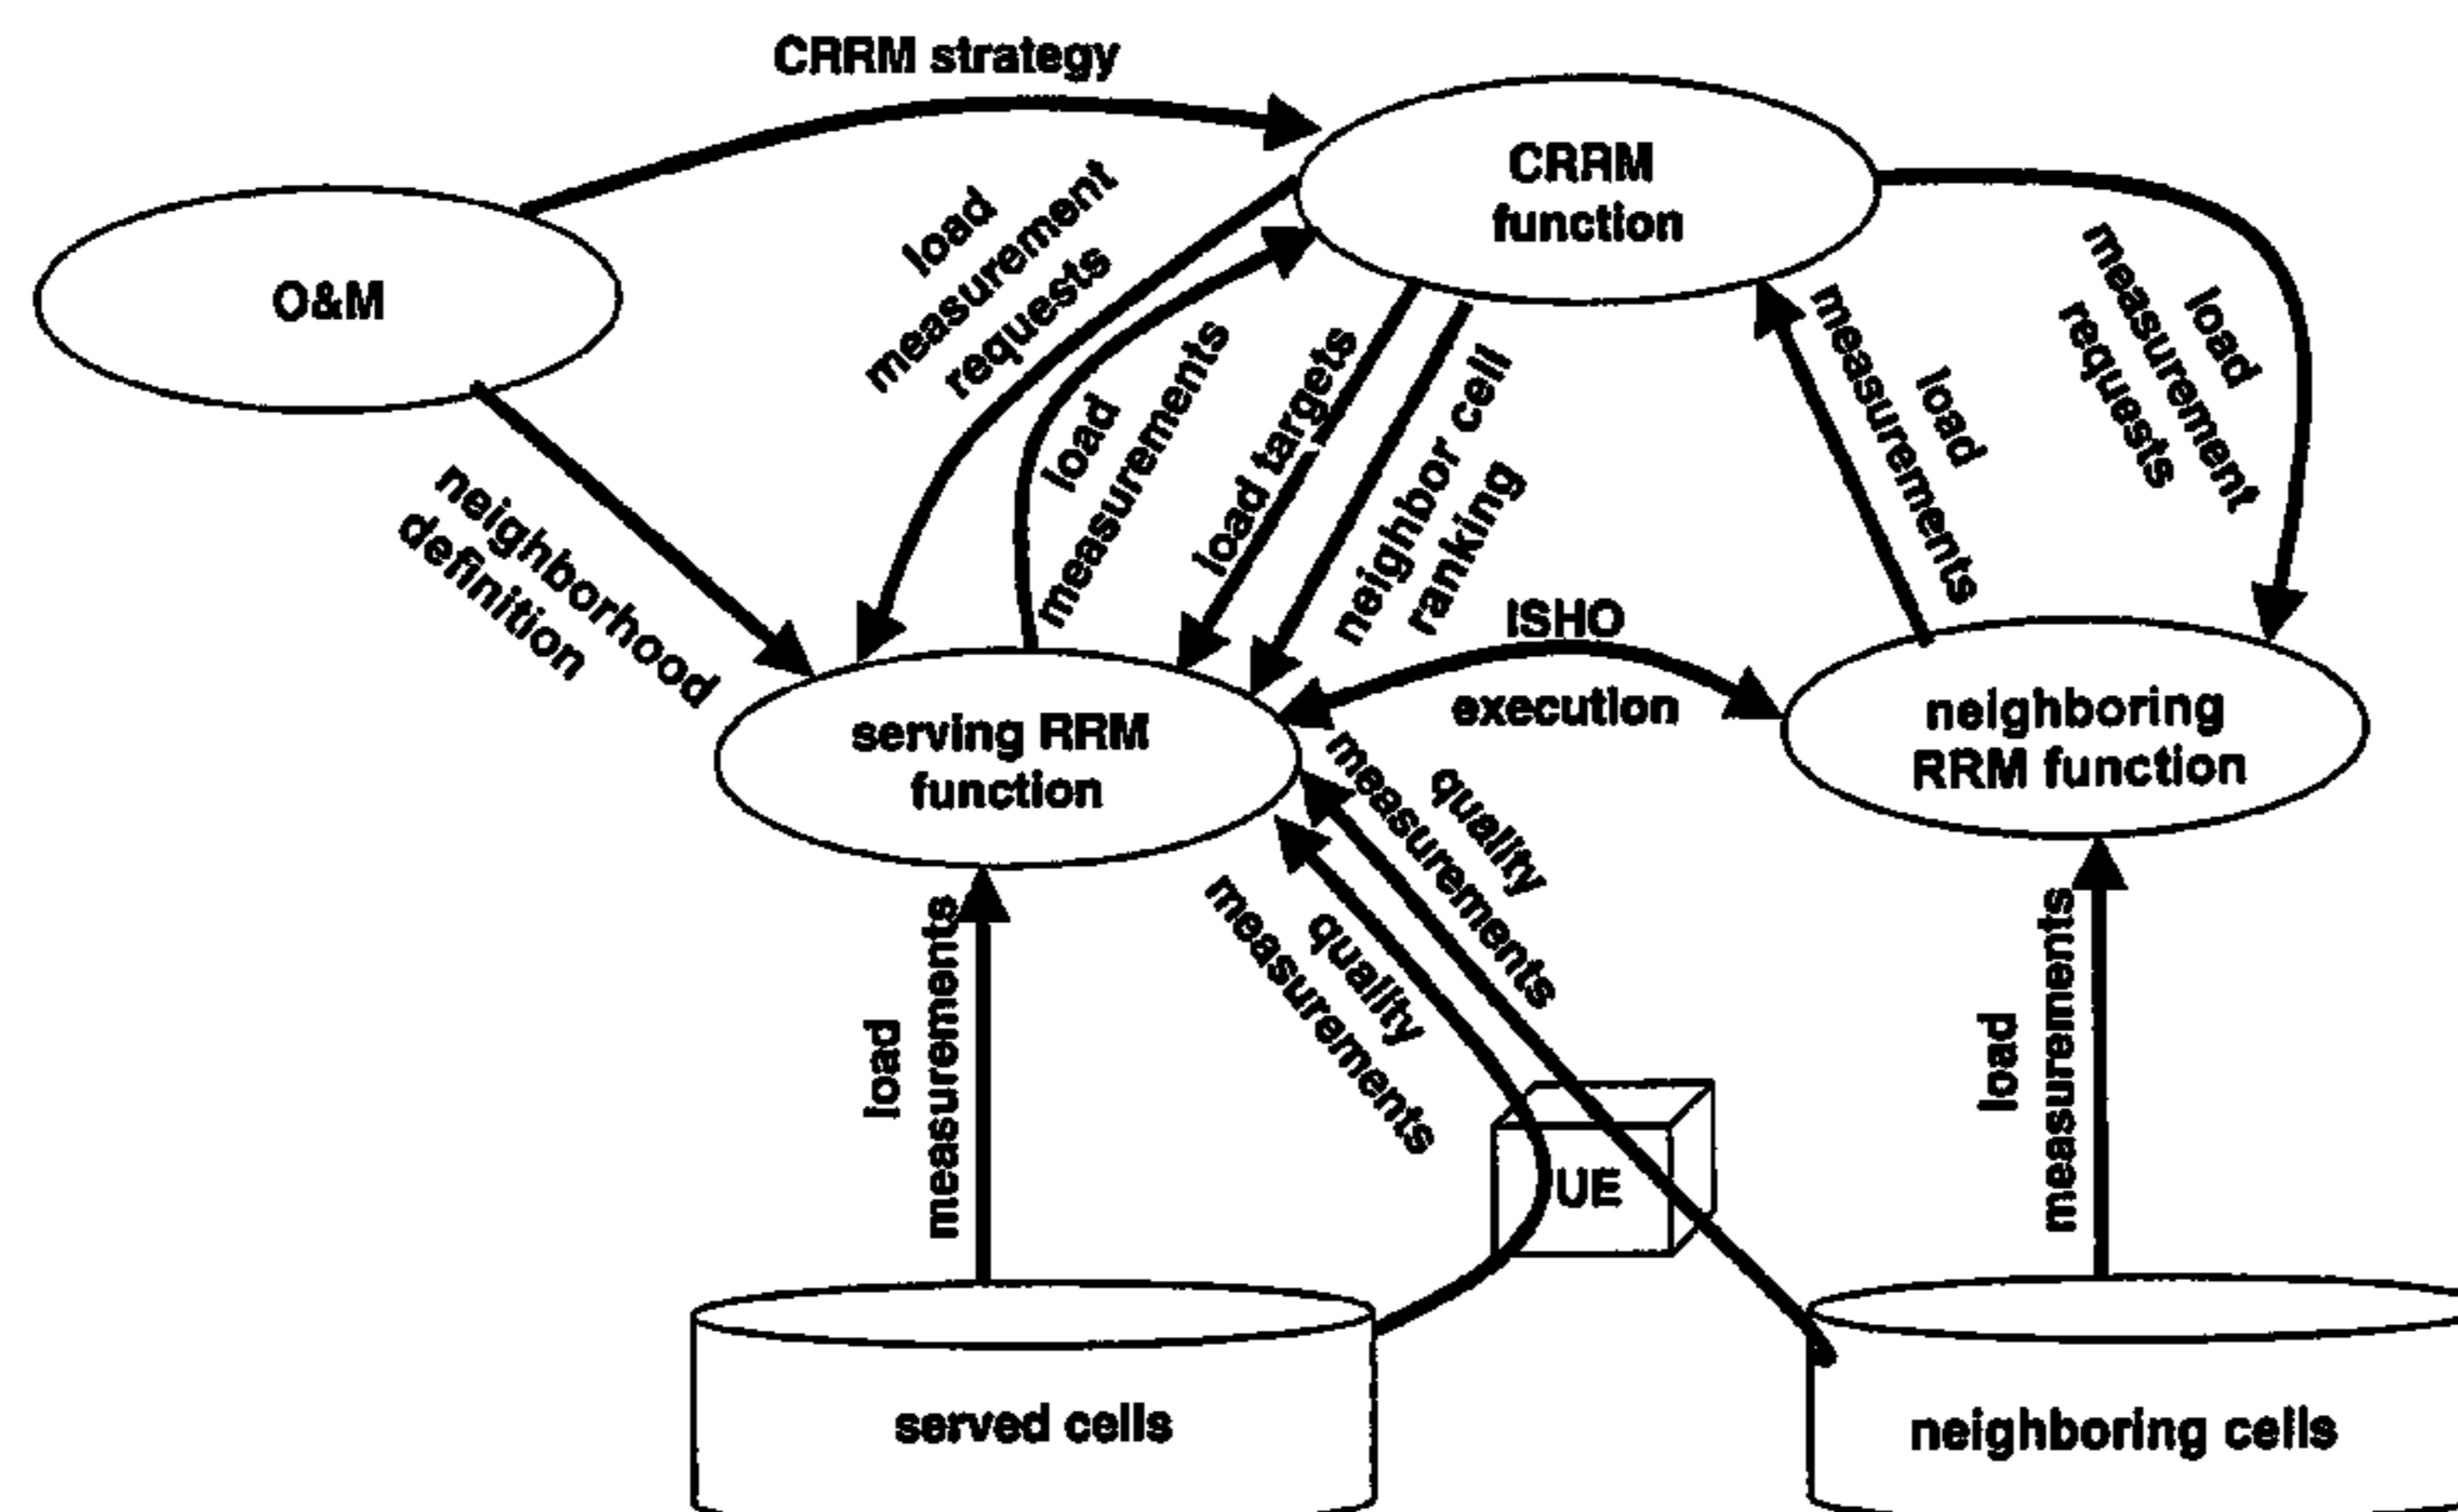 CRRM strategy
CRRM
function
O&M
load
measurement
requests
load
measurements
load targets
neighbor cell
ranking
load
measurements
load
measurement
requests
neighborhood
definition
ISHO
execution
serving RRM
function
neighboring
RRM function
quality
measurements
quality
measurements
load
measurements
load
measurements
UE
served cells
neighboring cells